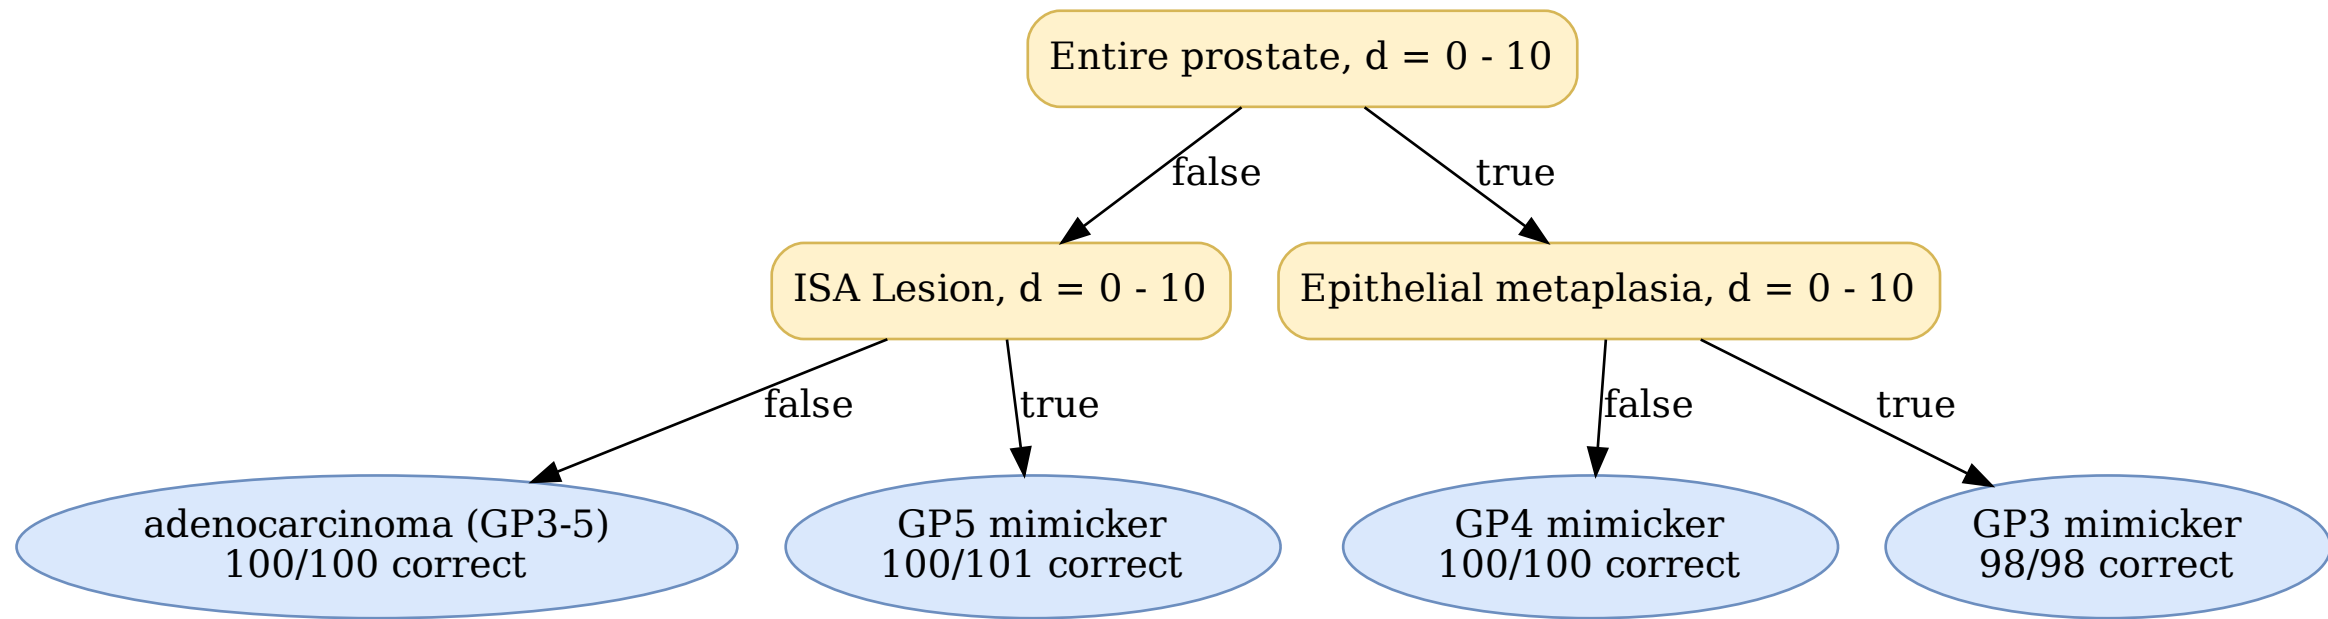 Entire prostate, d = 0 - 10
false
true
ISA Lesion, d = 0 - 10
Epithelial metaplasia, d = 0 - 10
false
true
false
true
adenocarcinoma (GP3-5)
100/100 correct
GP5 mimicker
100/101 correct
GP4 mimicker
100/100 correct
GP3 mimicker
98/98 correct